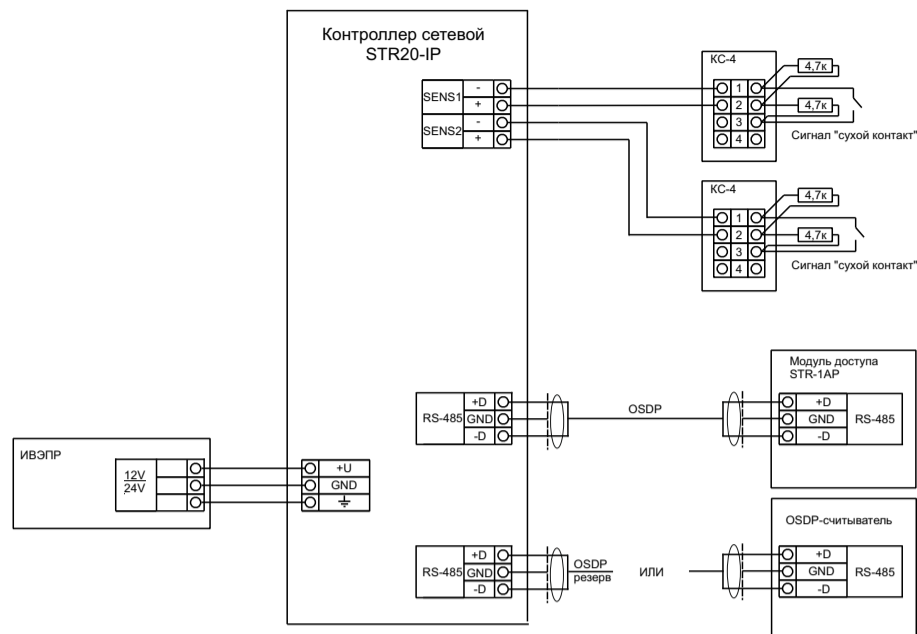 Контроллер сетевой
STR20-IP
SENS1
-
+
SENS2
-
+
КС-4
1
2
3
4
4,7к
4,7к
Сигнал "сухой контакт"
КС-4
1
2
3
4
4,7к
4,7к
Сигнал "сухой контакт"
RS-485
+D
GND
-D
OSDP
Модуль доступа
STR-1AP
+D
GND
-D
RS-485
ИВЭПР
12V
24V
+U
GND
RS-485
+D
GND
-D
OSDP
резерв
ИЛИ
OSDP-считыватель
+D
GND
-D
RS-485